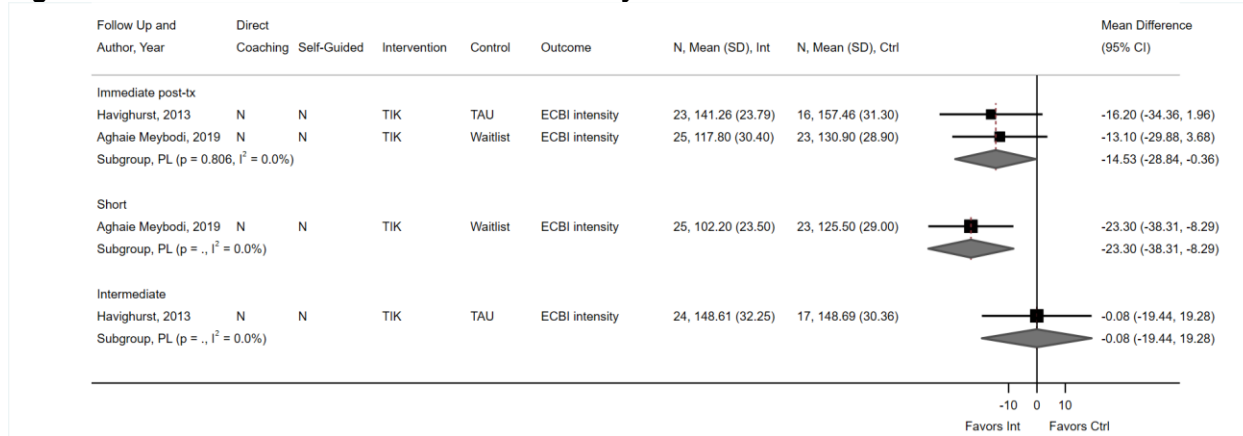 Follow Up and Direct Mean Difference
Author, Year Coaching Self-Guided Intervention Control Outcome N, Mean (SD), Int N, Mean (SD), Ctrl (95% CI)
Immediate post-tx
Havighurst, 2013 N N TIK TAU ECBI intensity 23, 141.26 (23.79) 16, 157.46 (31.30) -16.20 (-34.36, 1.96)
Aghaie Meybodi, 2019 N N TIK Waitlist ECBI intensity 25, 117.80 (30.40) 23, 130.90 (28.90) -13.10 (-29.88, 3.68)
Subgroup, PL (p = 0.806, I² = 0.0%) -14.53 (-28.84, -0.36)
Short
Aghaie Meybodi, 2019 N N TIK Waitlist ECBI intensity 25, 102.20 (23.50) 23, 125.50 (29.00) -23.30 (-38.31, -8.29)
Subgroup, PL (p = ., I² = 0.0%) -23.30 (-38.31, -8.29)
Intermediate
Havighurst, 2013 N N TIK TAU ECBI intensity 24, 148.61 (32.25) 17, 148.69 (30.36) -0.08 (-19.44, 19.28)
Subgroup, PL (p = ., I² = 0.0%) -0.08 (-19.44, 19.28)
-10 0 10
Favors Int Favors Ctrl